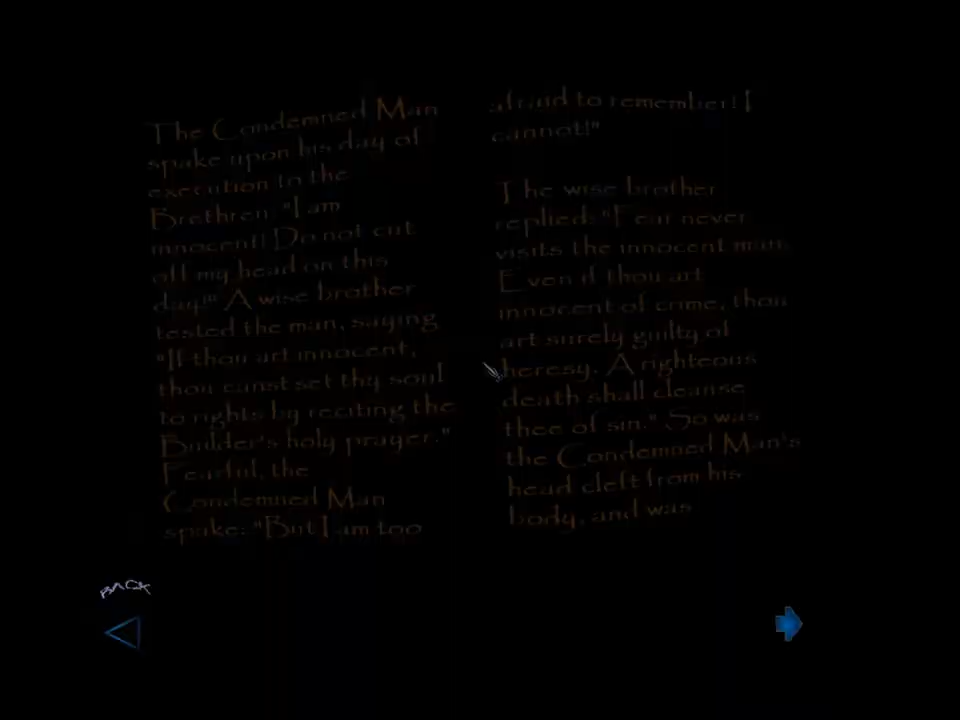 The Condemned Man
spake upon his day of
execution to the
Brethren: "I am
innocent! Do not cut
off my head on this
day!" A wise brother
tested the man, saying
"If thou art innocent,
thou canst set thy soul
to rights by reciting the
Builder's holy prayer."
Fearful, the
Condemned Man
spake: "But I am too
afraid to remember! I
cannot!"
The wise brother
replied: "Fear never
visits the innocent man.
Even if thou art
innocent of crime, thou
art surely guilty of
heresy. A righteous
death shall cleanse
thee of sin." So was
the Condemned Man's
head cleft from his
body, and was
BACK